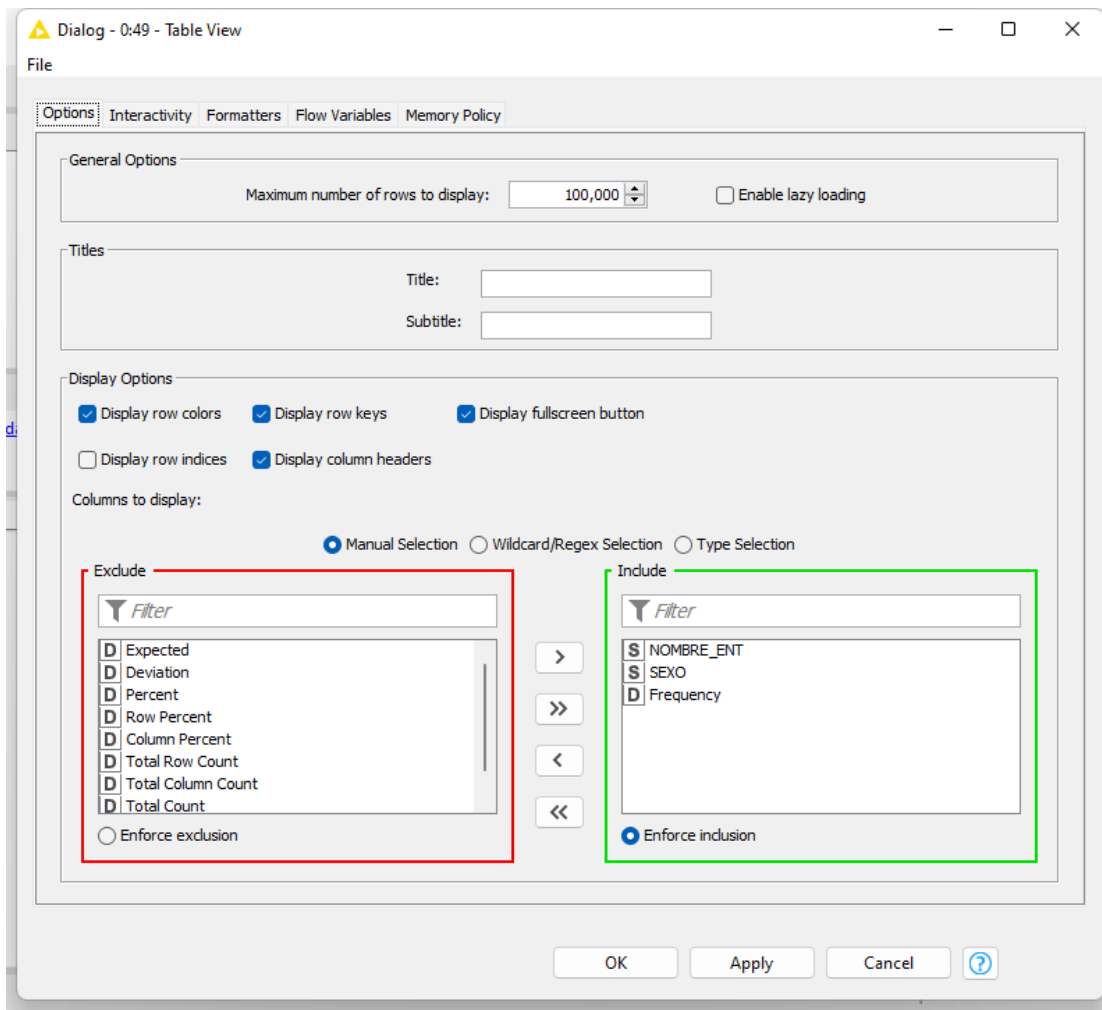 Dialog - 0:49 - Table View
File
Options Interactivity Formatters Flow Variables Memory Policy
General Options
Maximum number of rows to display: 100,000 Enable lazy loading
Titles
Title:
Subtitle:
Display Options
Display row colors Display row keys Display fullscreen button
da
Display row indices Display column headers
Columns to display:
Manual Selection Wildcard/Regex Selection Type Selection
Exclude
Filter
D Expected
D Deviation
D Percent
D Row Percent
D Column Percent
D Total Row Count
D Total Column Count
D Total Count
Enforce exclusion
>
>>
<
<<
Include
Filter
S NOMBRE_ENT
S SEXO
D Frequency
Enforce inclusion
OK Apply Cancel ?